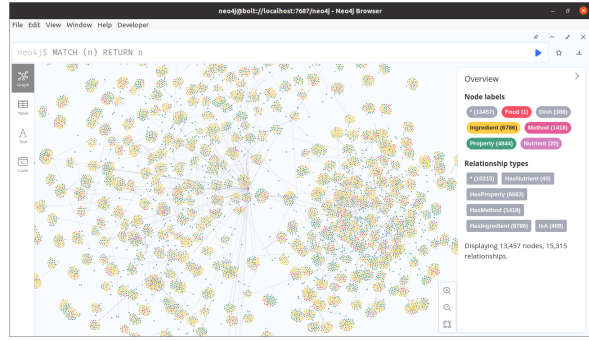 neo4j@bolt://localhost:7687/neo4j - Neo4j Browser
File Edit View Window Help Developer
neo4j$ MATCH (n) RETURN n
Graph
Table
Text
Code
Overview
Node labels
* (13457) Food (1) Dish (388)
Ingredient (6786) Method (1418)
Property (4844) Nutrient (20)
Relationship types
* (15315) HasNutrient (40)
HasProperty (6663)
HasMethod (1418)
HasIngredient (6786) IsA (408)
Displaying 13,457 nodes, 15,315
relationships.